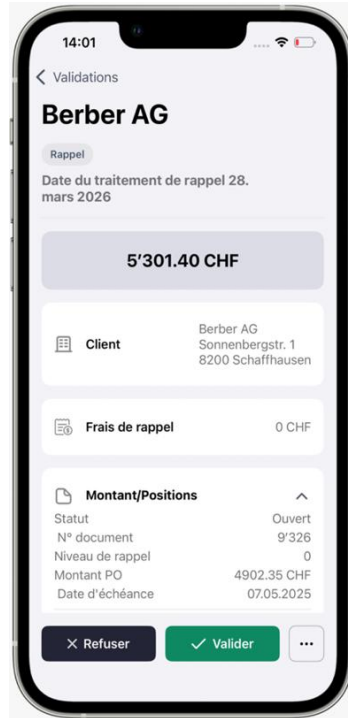 14:01
Validations
Berber AG
Rappel
Date du traitement de rappel 28.
mars 2026
5'301.40 CHF
Client
Berber AG
Sonnenbergstr. 1
8200 Schaffhausen
Frais de rappel 0 CHF
Montant/Positions
Statut Ouvert
N° document 9'326
Niveau de rappel 0
Montant PO 4902.35 CHF
Date d'échéance 07.05.2025
Refuser
Valider